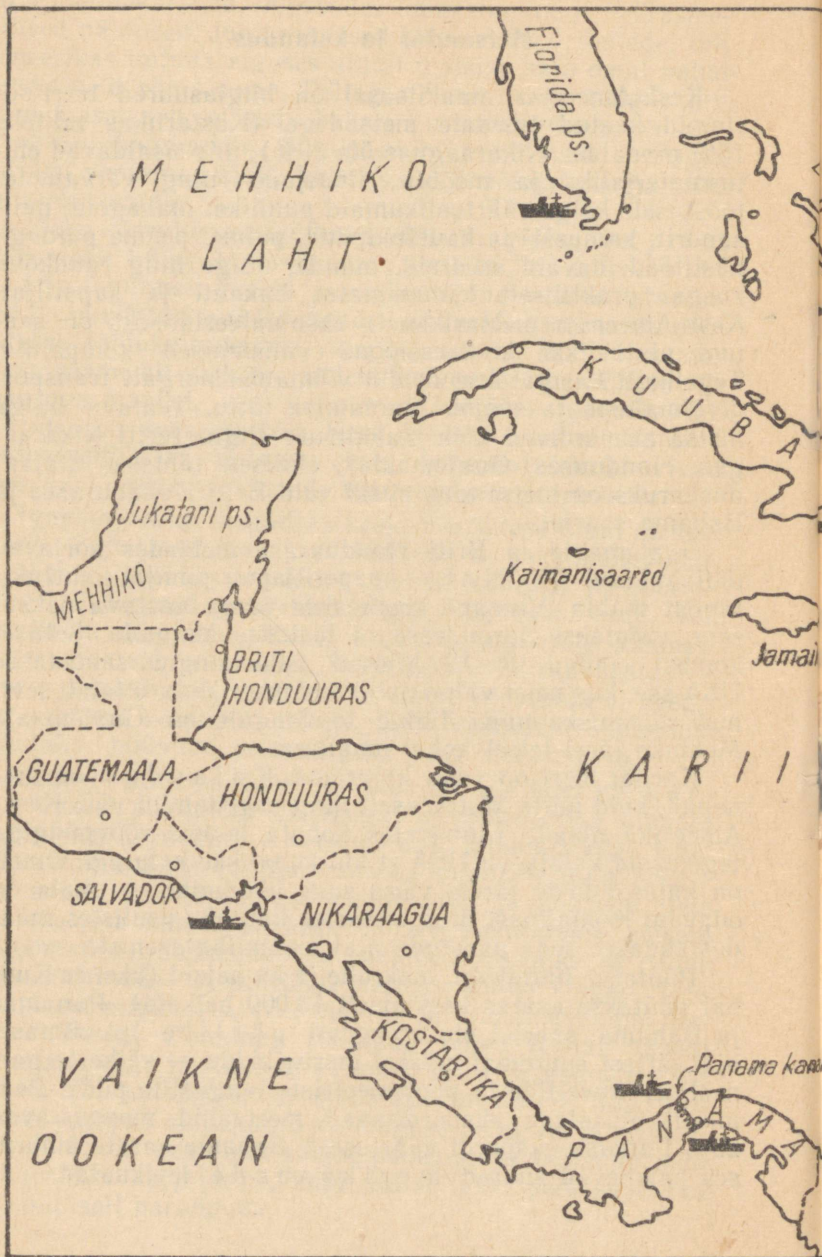 Florida ps.
MEHHIKO
LAHT.
KUUBA
Jukatani ps.
MEHHIKO
Kaimanisaared
Jamai
BRITI
HONDUURAS
KARII
GUATEMAALA
HONDUURAS
SALVADOR
NIKARAAGUA
KOSTARIIKA
VAIKNE
OOKEAN
Panama kana
PANAMA